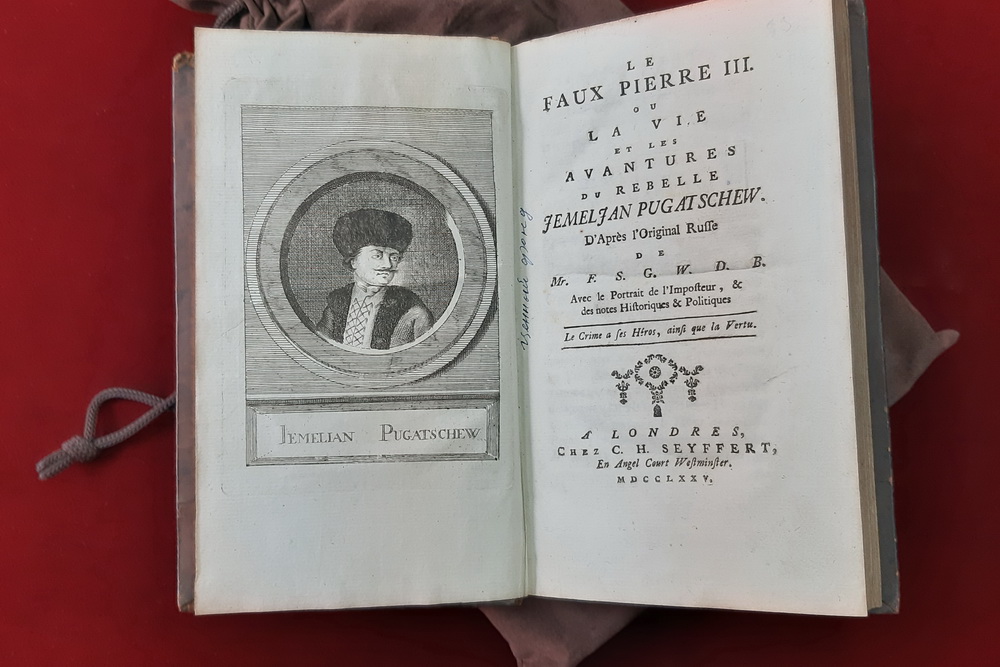 JEMELIAN PUGATSCHEW
LE
FAUX PIERRE III.
OU
LA VIE
ET LES
AVANTURES
DU REBELLE
JEMELJAN PUGATSCHEW.
D'Après l'Original Ruſſe
DE
Mr. F. S. G. W. D. B.
Avec le Portrait de l'Impoſteur, &
des notes Hiſtoriques & Politiques
Le Crime a ſes Héros, ainſi que la Vertu.
A LONDRES,
CHEZ C. H. SEYFFERT,
En Angel Court Weſtminſter.
MDCCLXXV.